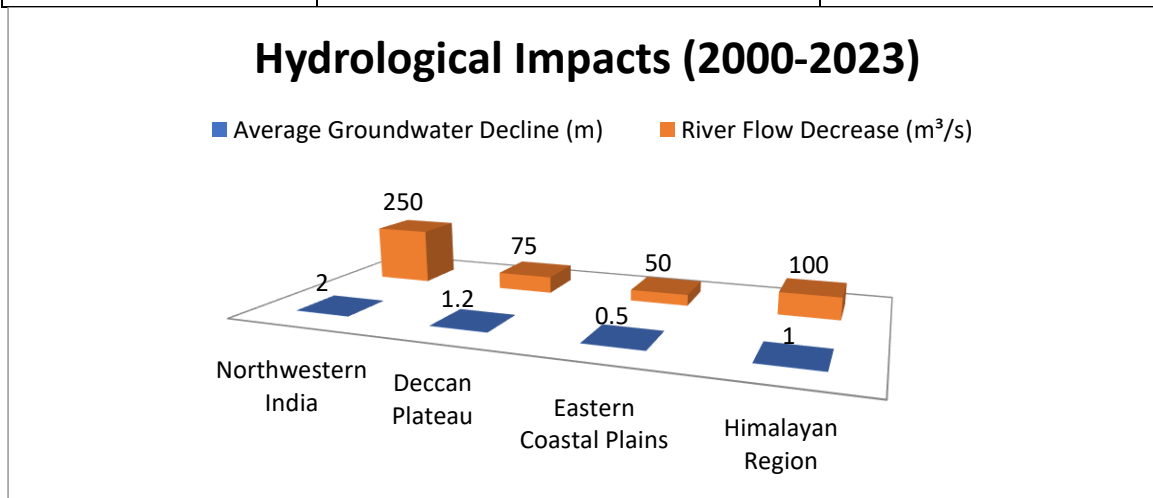 Hydrological Impacts (2000-2023)
Average Groundwater Decline (m) River Flow Decrease (m³/s)
250
75
50
100
2
1.2
0.5
1
Northwestern
India
Deccan
Plateau
Eastern
Coastal Plains
Himalayan
Region